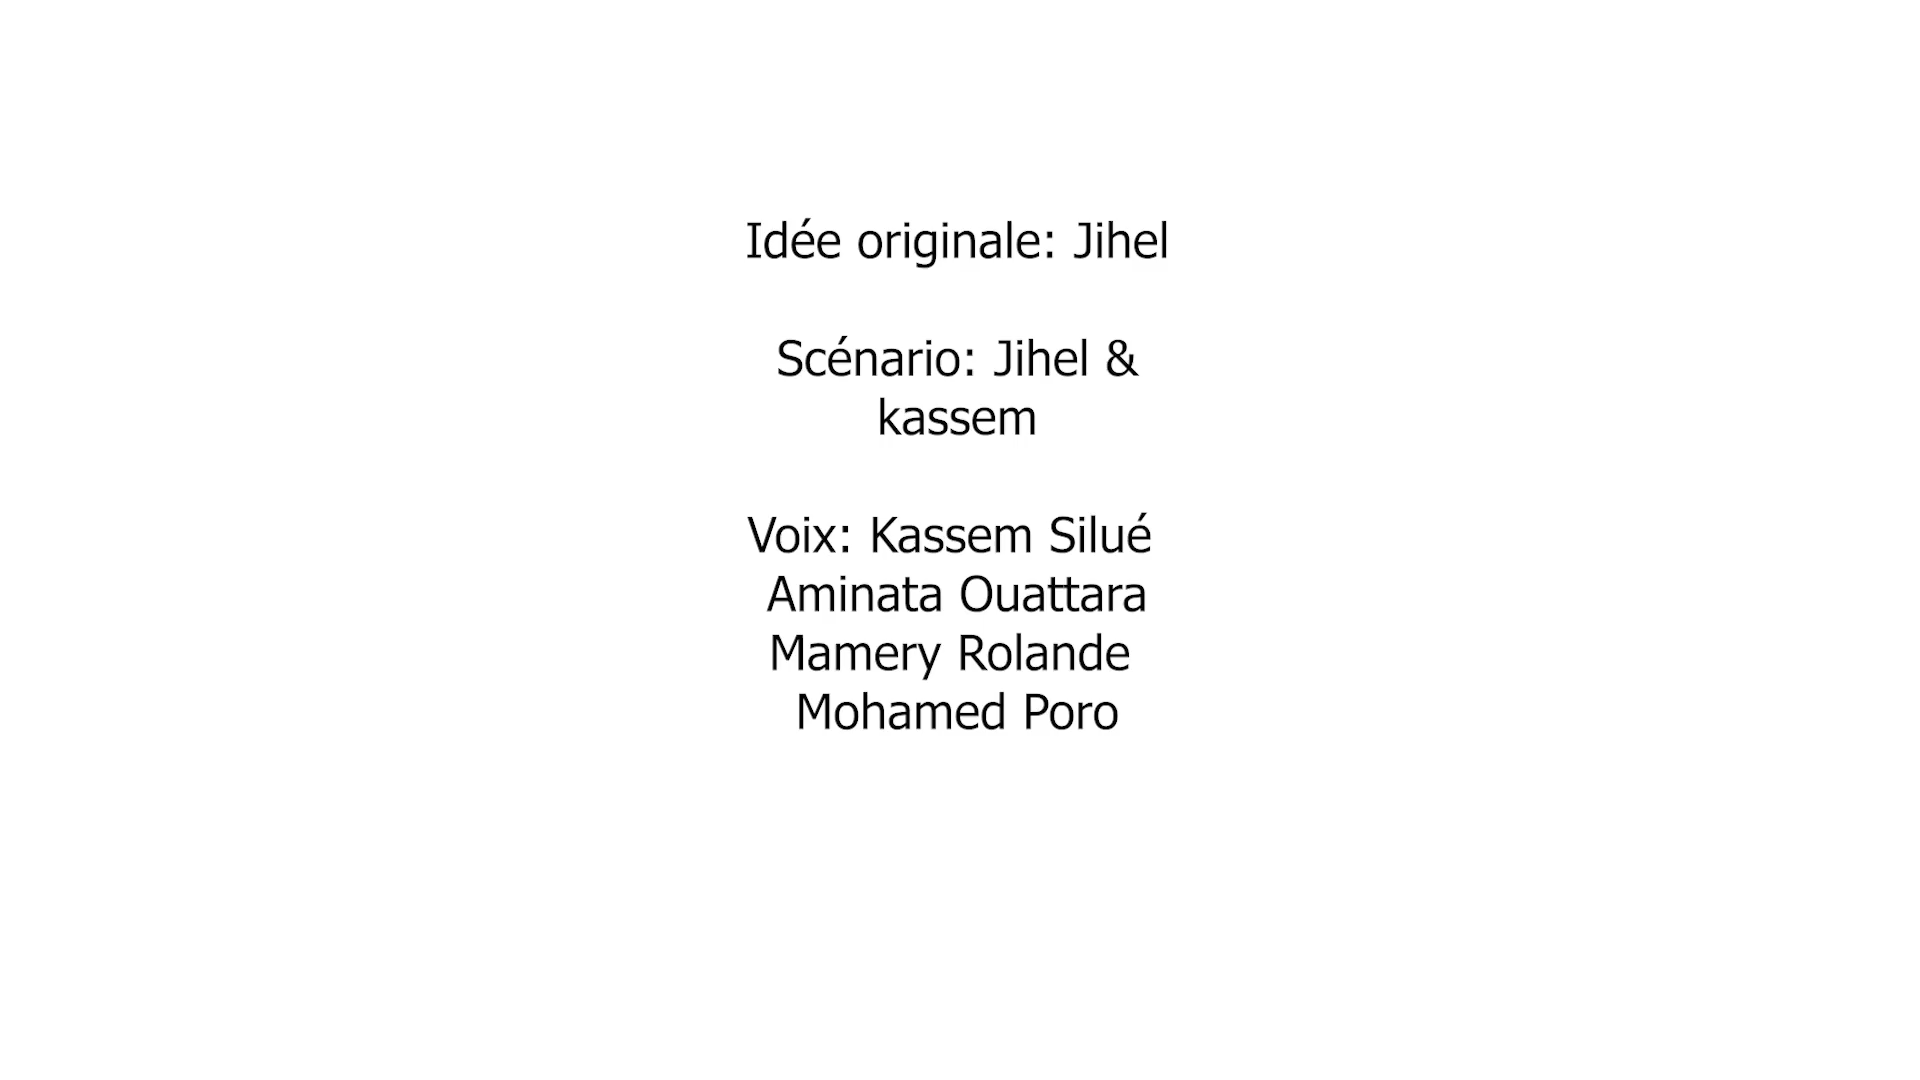 Idée originale: Jihel
Scénario: Jihel &
kassem
Voix: Kassem Silué
Aminata Ouattara
Mamery Rolande
Mohamed Poro